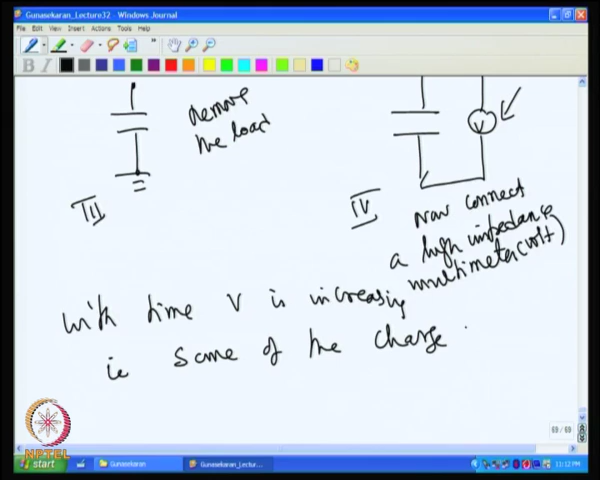 Gunasekaran_Lecture32 - Windows Journal
File Edit View Insert Actions Tools Help
B I
Remove
the load
III
V
IV
Now connect
a high impedance
multimeter(volt)
with time V is increasing
ie some of the charge
69 / 69
NPTEL
start
Gunasekaran
Gunasekaran_Lectur...
11:12 PM